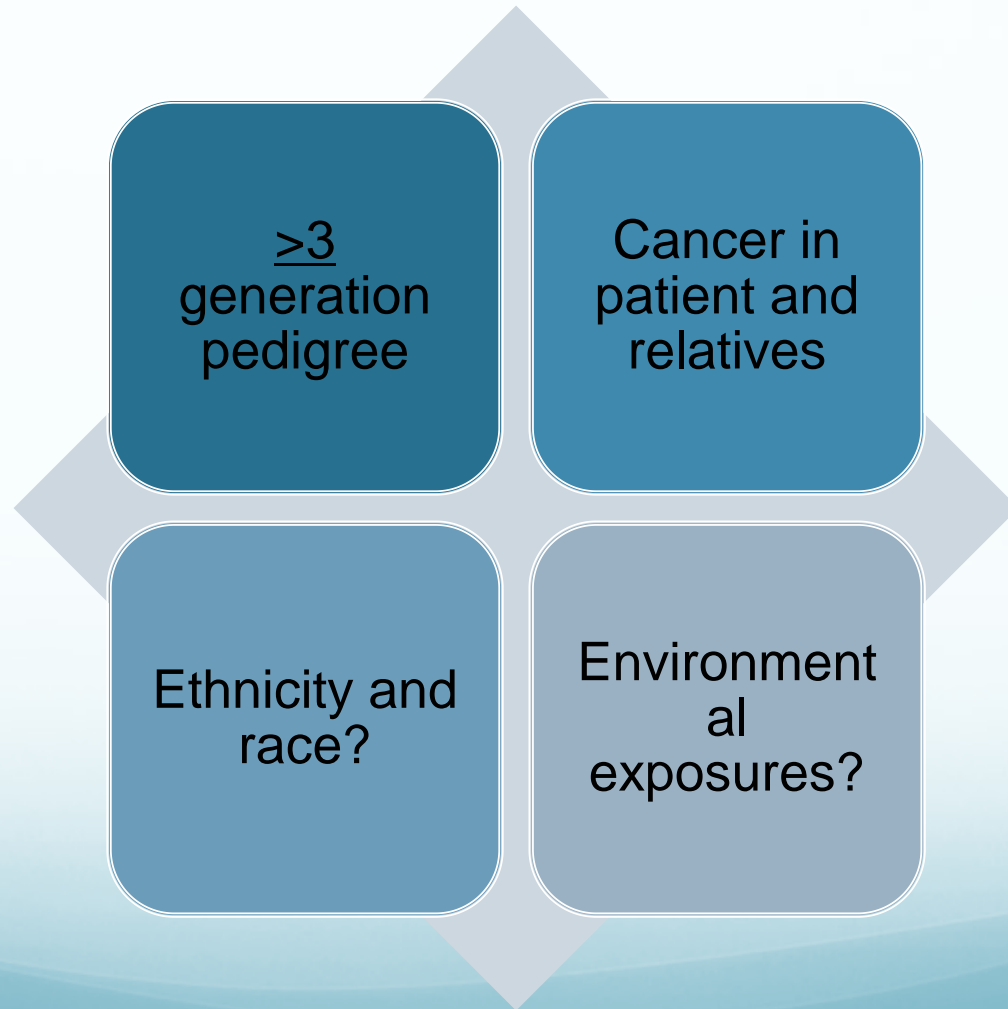 >3
generation
pedigree
Cancer in
patient and
relatives
Ethnicity and
race?
Environment
al
exposures?